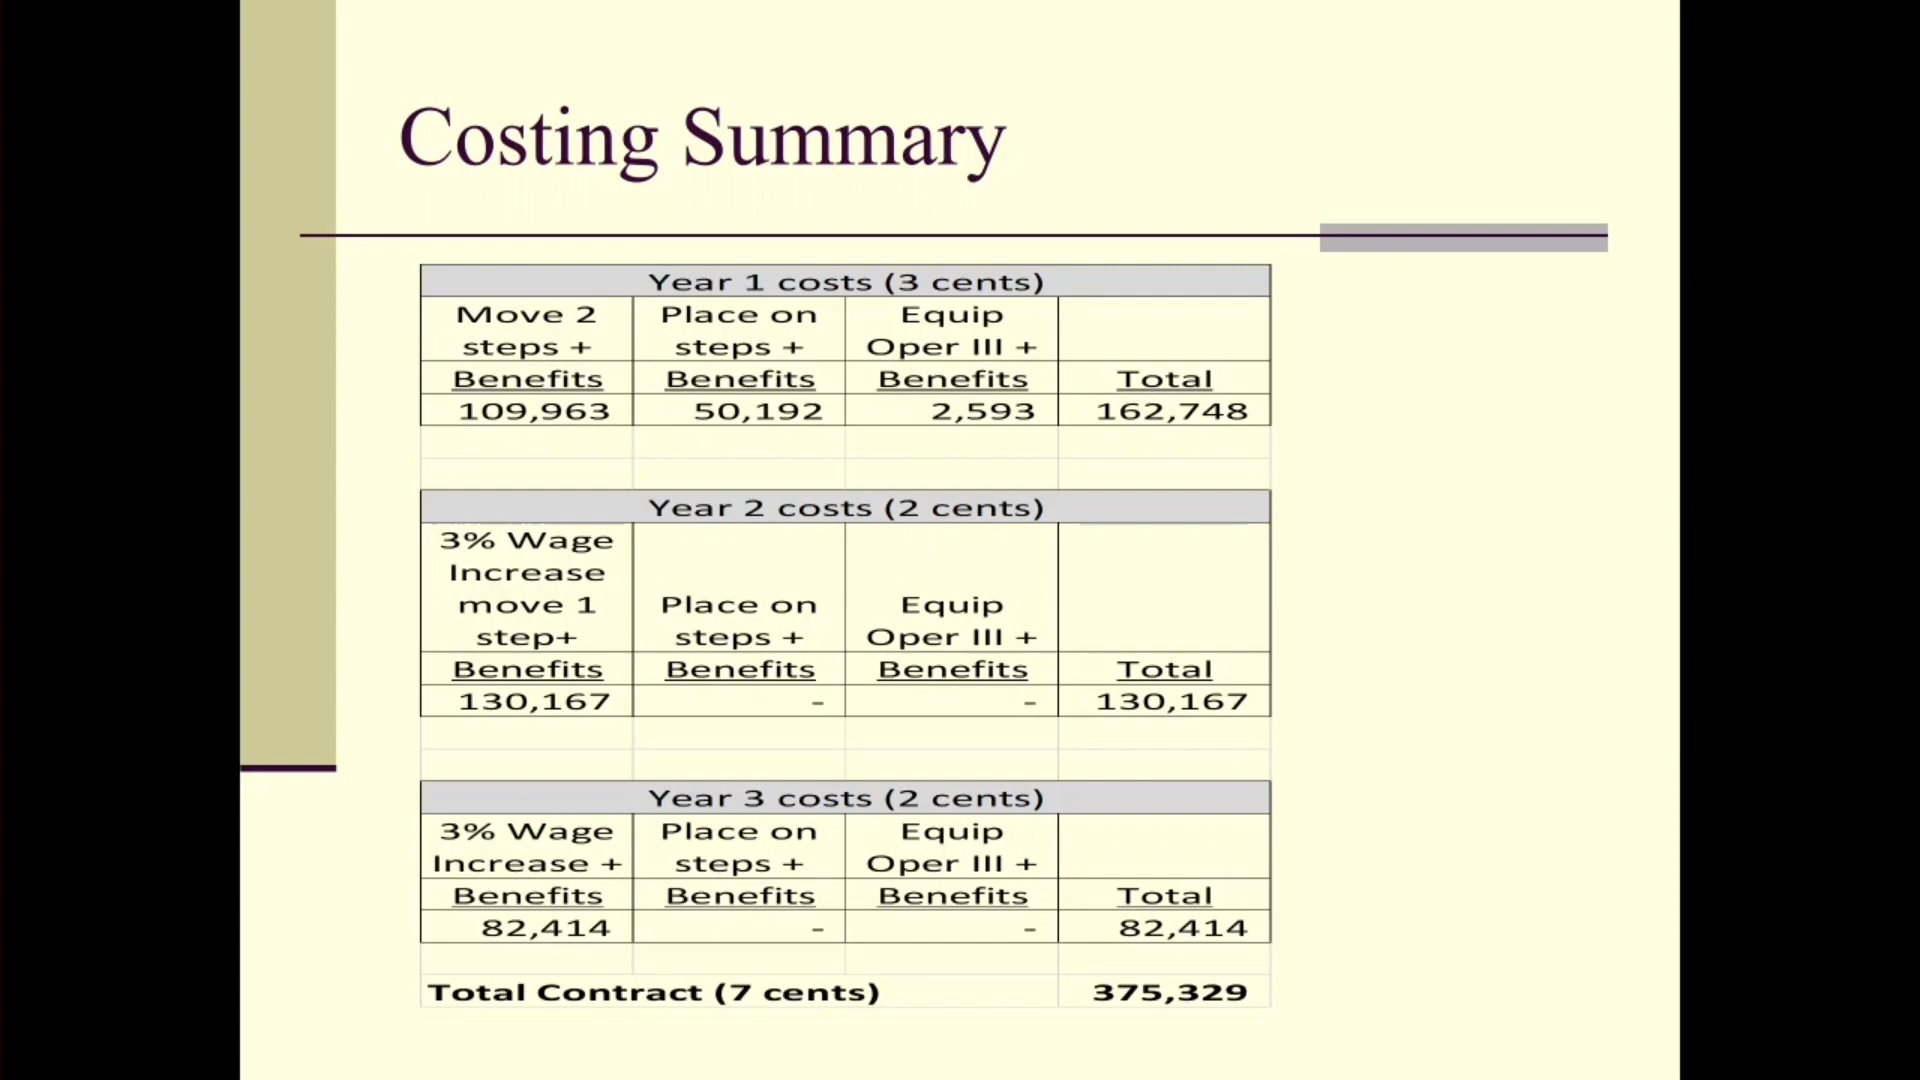 Costing Summary
Year 1 costs (3 cents)
Move 2 Place on Equip
steps + steps + Oper III +
Benefits Benefits Benefits Total
109,963 50,192 2,593 162,748
Year 2 costs (2 cents)
3% Wage
Increase
move 1 Place on Equip
step+ steps + Oper III +
Benefits Benefits Benefits Total
130,167 - - 130,167
Year 3 costs (2 cents)
3% Wage Place on Equip
Increase + steps + Oper III +
Benefits Benefits Benefits Total
82,414 - - 82,414
Total Contract (7 cents) 375,329